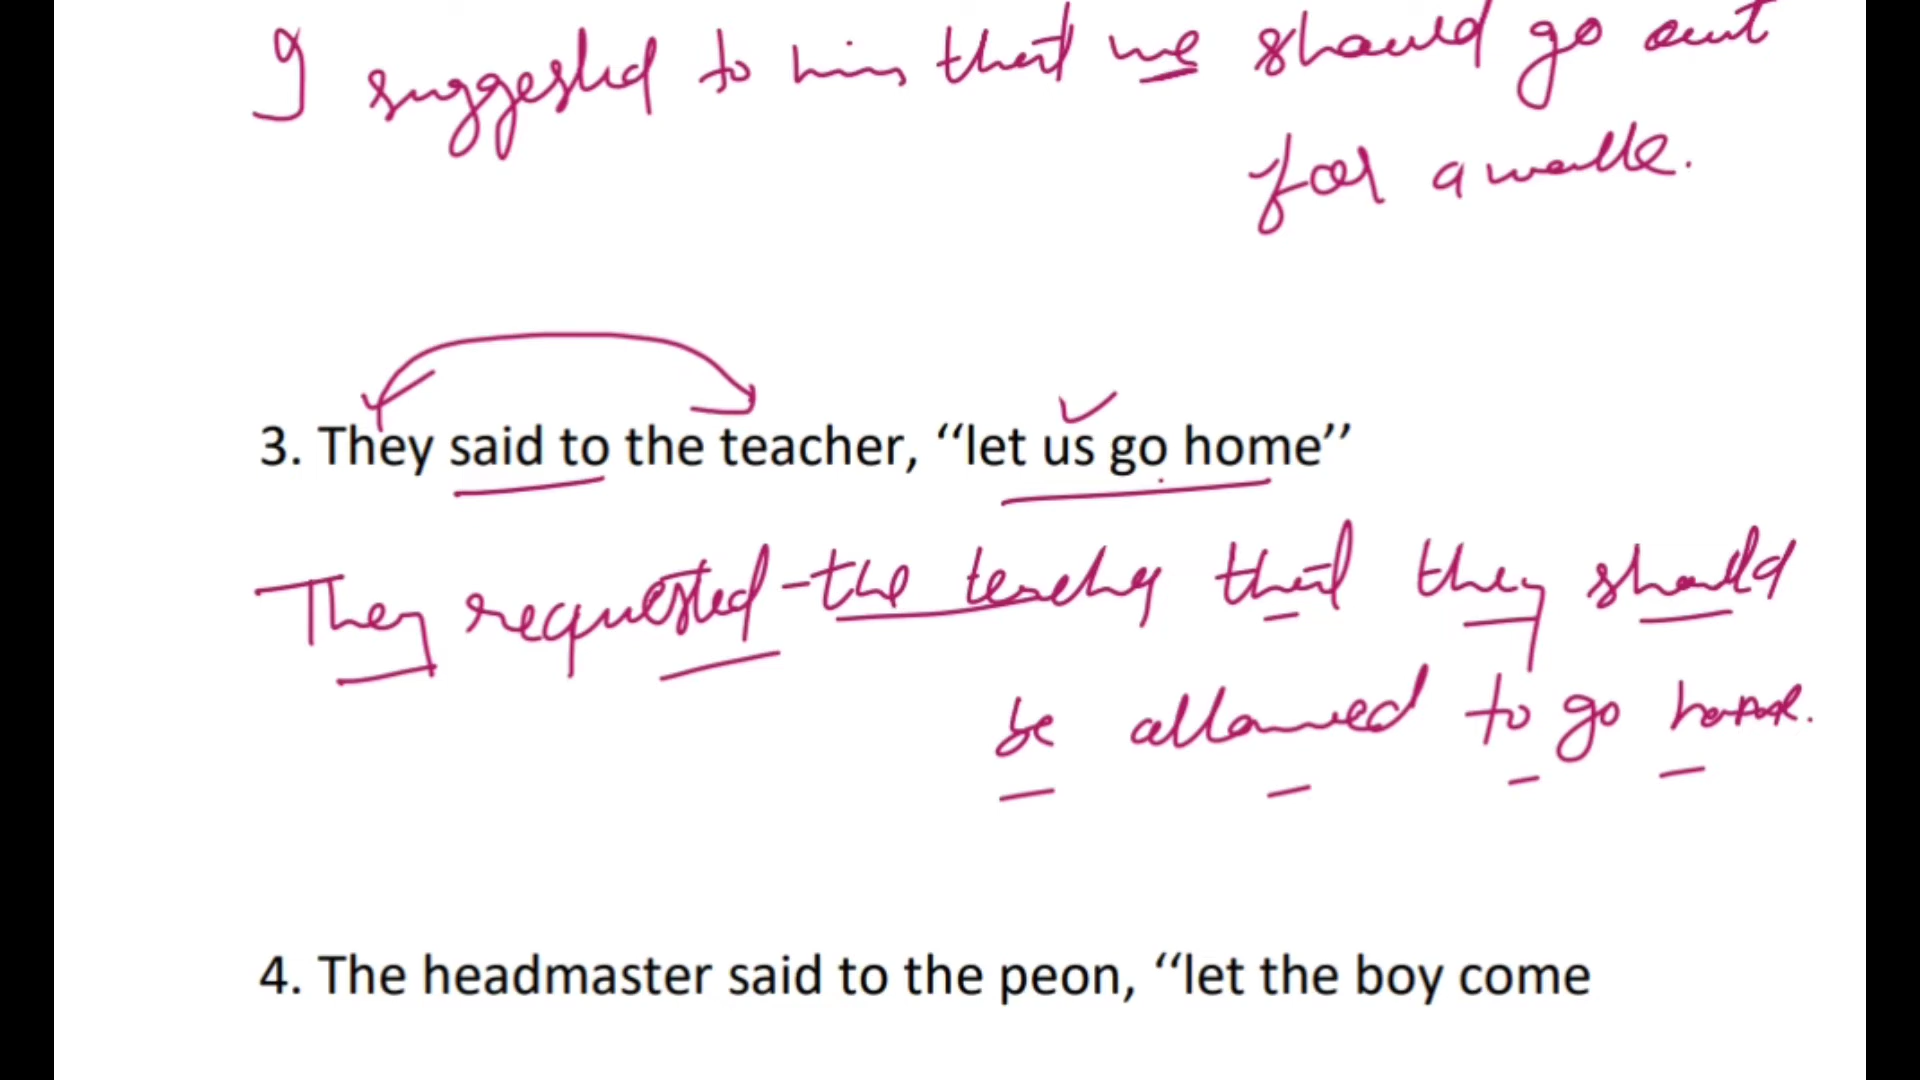 I suggested to him that we should go out
for a walk.
3. They said to the teacher, ‘‘let us go home’’
They requested the teacher that they should
be allowed to go home.
4. The headmaster said to the peon, ‘‘let the boy come